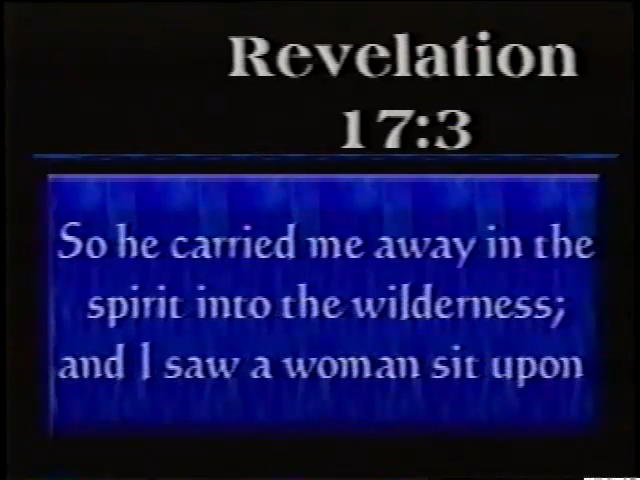 Revelation
17:3
So he carried me away in the
spirit into the wilderness;
and I saw a woman sit upon